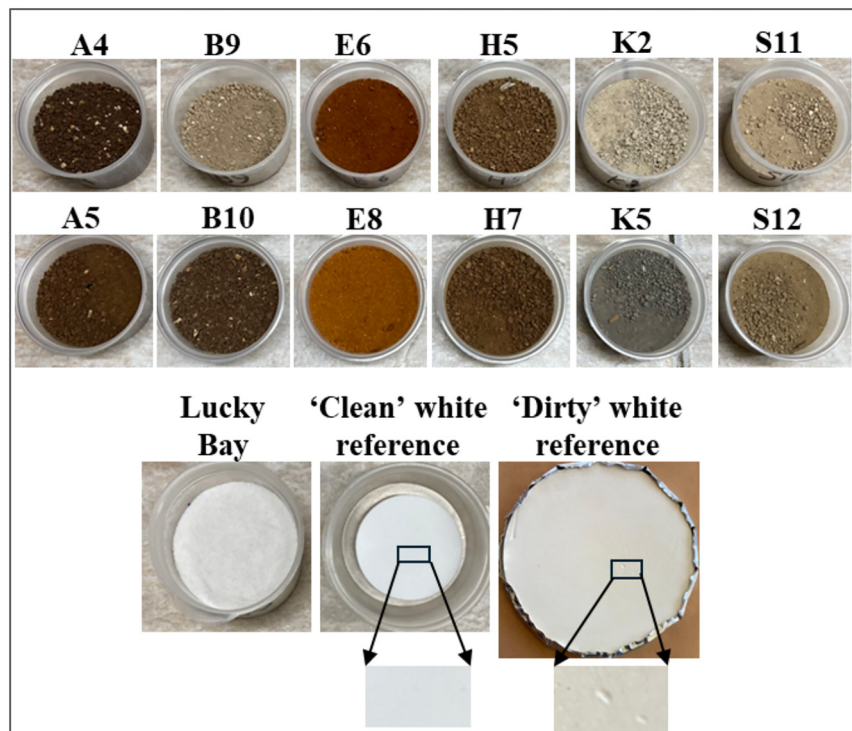 A4 B9 E6 H5 K2 S11
A5 B10 E8 H7 K5 S12
Lucky Bay
‘Clean’ white reference
‘Dirty’ white reference